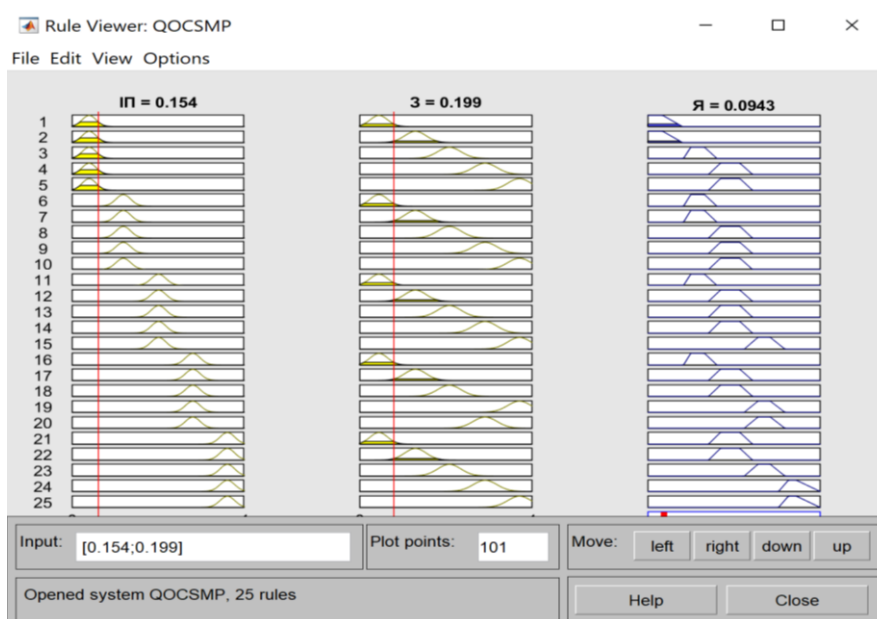 Rule Viewer: QOCSMP
File Edit View Options
ІП = 0.154
З = 0.199
Я = 0.0943
1
2
3
4
5
6
7
8
9
10
11
12
13
14
15
16
17
18
19
20
21
22
23
24
25
Input: [0.154;0.199]
Plot points: 101
Move: left right down up
Opened system QOCSMP, 25 rules
Help Close